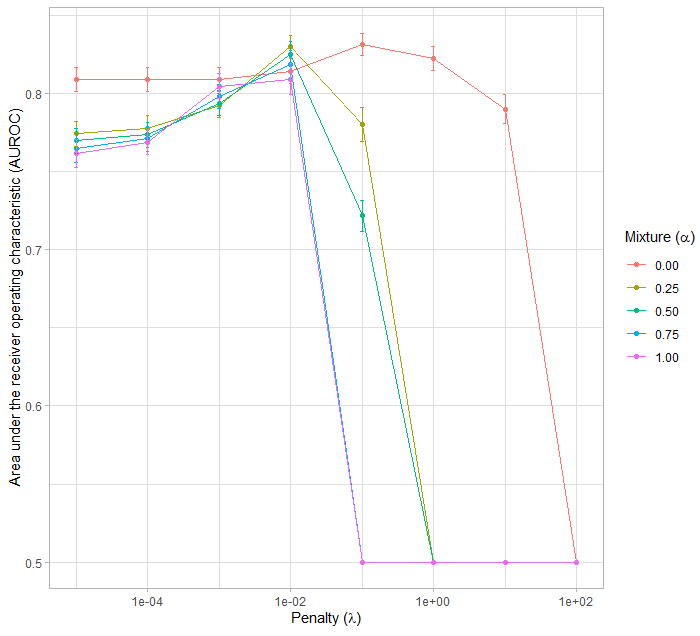 Area under the receiver operating characteristic (AUROC)
0.8
0.7
0.6
0.5
1e-04
1e-02
1e+00
1e+02
Penalty (λ)
Mixture (α)
0.00
0.25
0.50
0.75
1.00